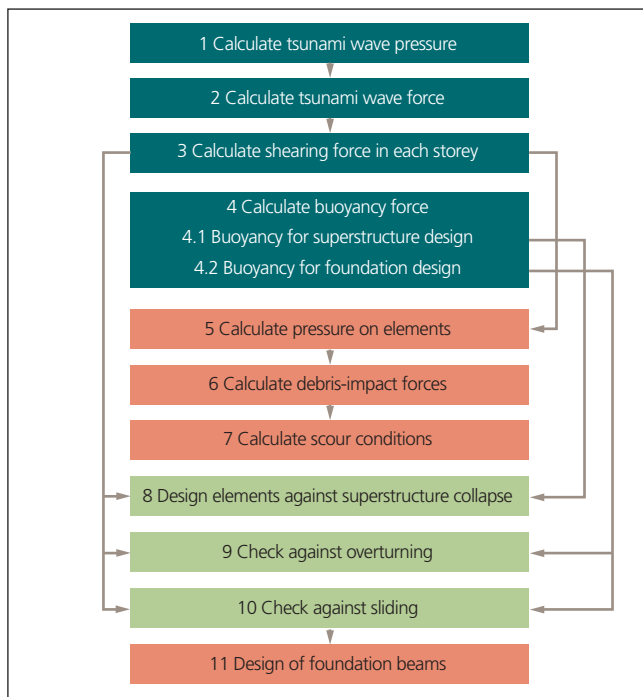 1 Calculate tsunami wave pressure
2 Calculate tsunami wave force
3 Calculate shearing force in each storey
4 Calculate buoyancy force
4.1 Buoyancy for superstructure design
4.2 Buoyancy for foundation design
5 Calculate pressure on elements
6 Calculate debris-impact forces
7 Calculate scour conditions
8 Design elements against superstructure collapse
9 Check against overturning
10 Check against sliding
11 Design of foundation beams